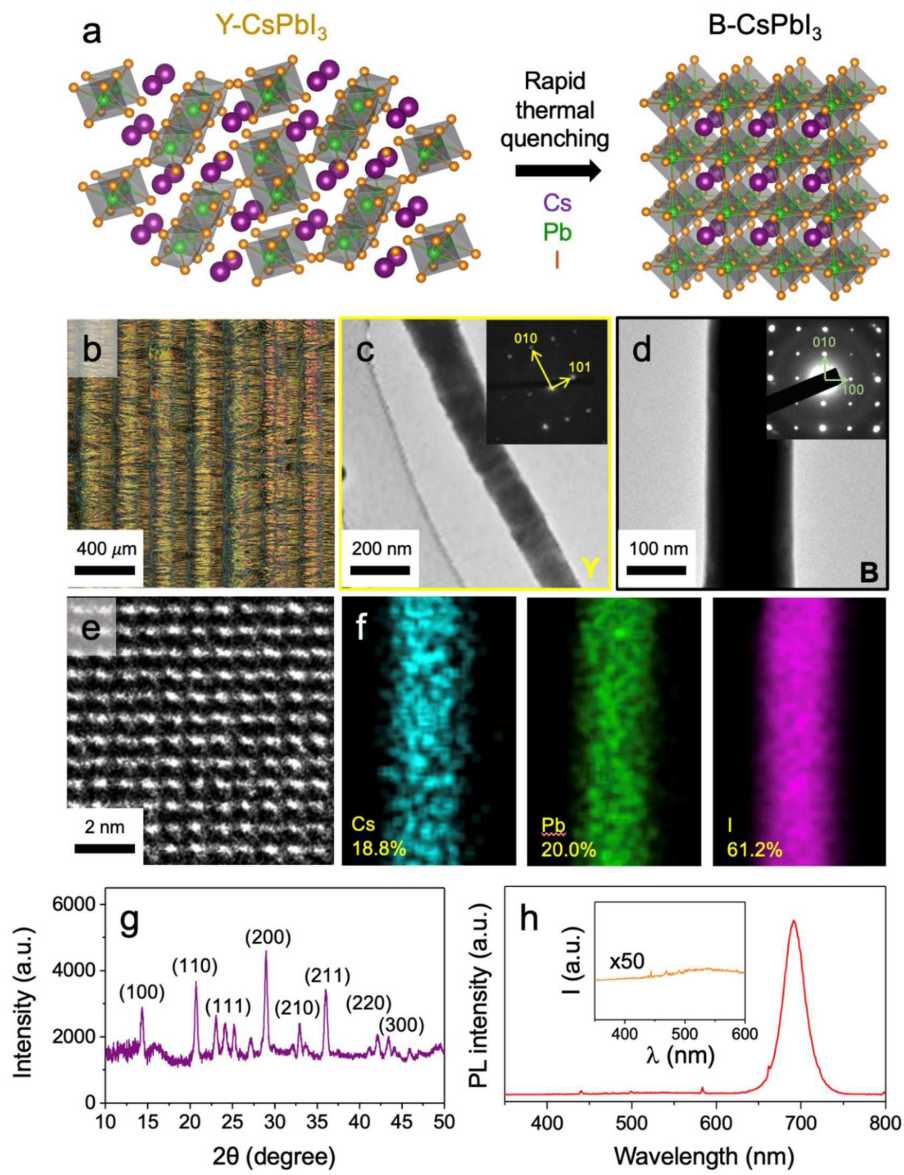 a
Y-CsPbI₃
B-CsPbI₃
Rapid
thermal
quenching
Cs
Pb
I
b
400 μm
c
010
101
200 nm
Y
d
010
100
100 nm
B
e
2 nm
f
Cs
18.8%
Pb
20.0%
I
61.2%
g
Intensity (a.u.)
6000
4000
2000
0
(100)
(110)
(111)
(200)
(210)
(211)
(220)
(300)
10 15 20 25 30 35 40 45 50
2θ (degree)
h
PL intensity (a.u.)
I (a.u.)
x50
400 500 600
λ (nm)
400 500 600 700 800
Wavelength (nm)